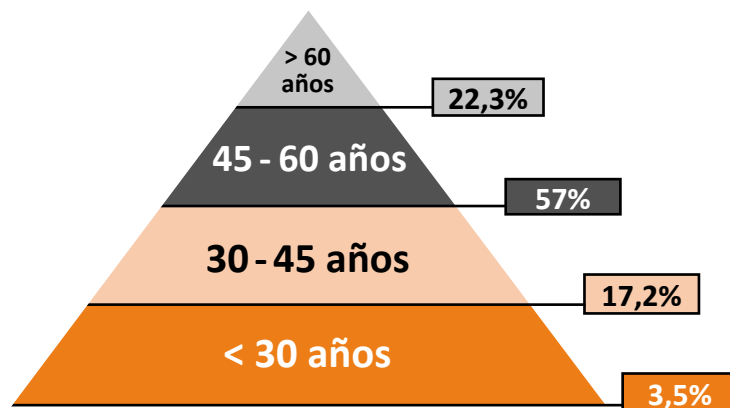 > 60
años
22,3%
45 - 60 años
57%
30 - 45 años
17,2%
< 30 años
3,5%